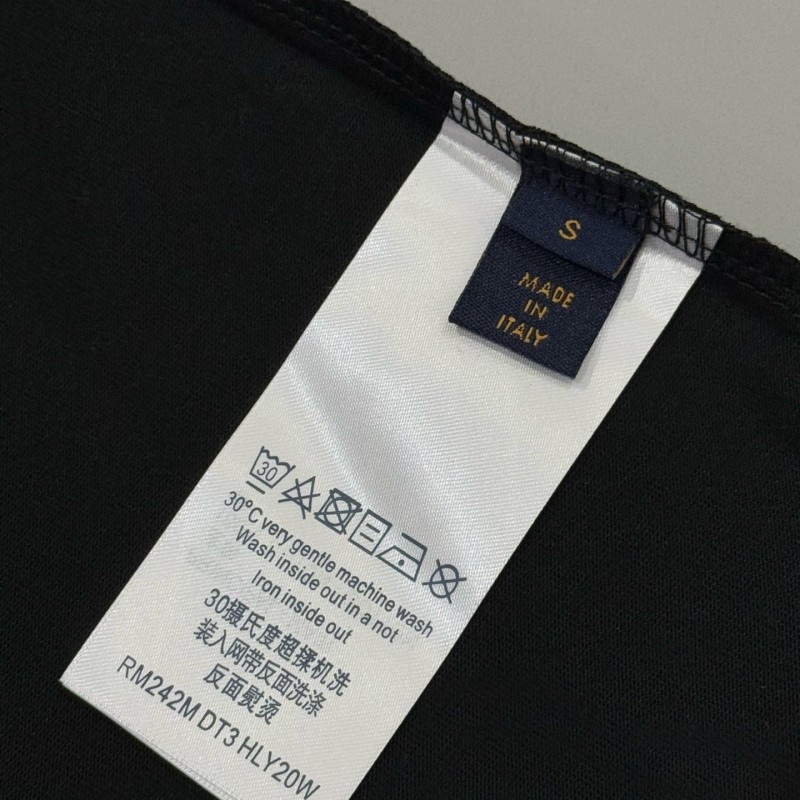 S
MADE
IN
ITALY
30
30°C very gentle machine wash
Wash inside out in a not
Iron inside out
30摄氏度超揉机洗
装入网带反面洗涤
反面熨烫
RM242M DT3 HLY20W